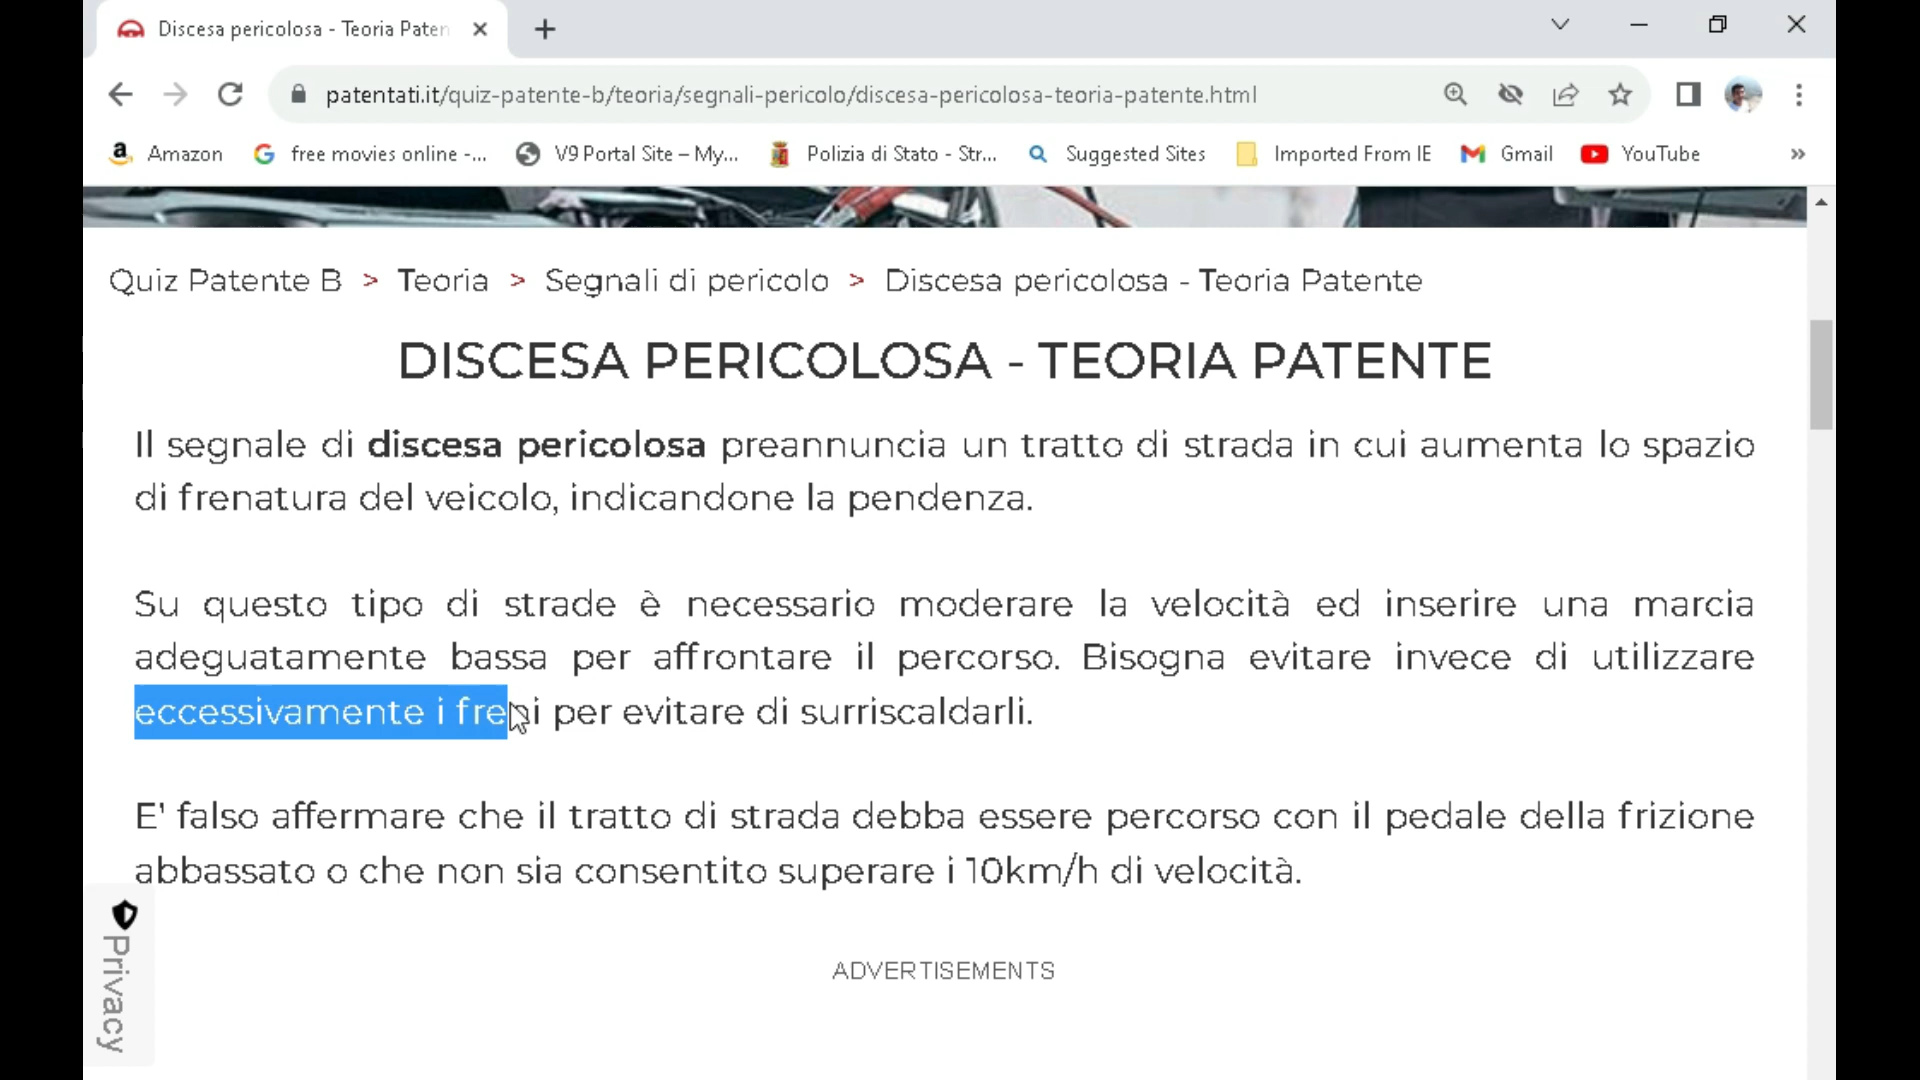 Discesa pericolosa - Teoria Paten
patentati.it/quiz-patente-b/teoria/segnali-pericolo/discesa-pericolosa-teoria-patente.html
Amazon free movies online -... V9 Portal Site – My... Polizia di Stato - Str... Suggested Sites Imported From IE Gmail YouTube »
Quiz Patente B > Teoria > Segnali di pericolo > Discesa pericolosa - Teoria Patente
DISCESA PERICOLOSA - TEORIA PATENTE
Il segnale di discesa pericolosa preannuncia un tratto di strada in cui aumenta lo spazio
di frenatura del veicolo, indicandone la pendenza.
Su questo tipo di strade è necessario moderare la velocità ed inserire una marcia
adeguatamente bassa per affrontare il percorso. Bisogna evitare invece di utilizzare
eccessivamente i freni per evitare di surriscaldarli.
E' falso affermare che il tratto di strada debba essere percorso con il pedale della frizione
abbassato o che non sia consentito superare i 10km/h di velocità.
Privacy
ADVERTISEMENTS